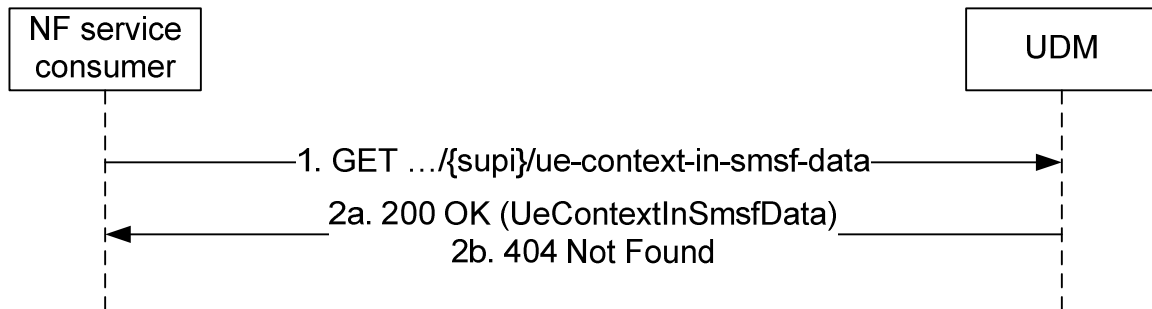 NF service
consumer
UDM
1. GET …/{supi}/ue-context-in-smsf-data
2a. 200 OK (UeContextInSmsfData)
2b. 404 Not Found